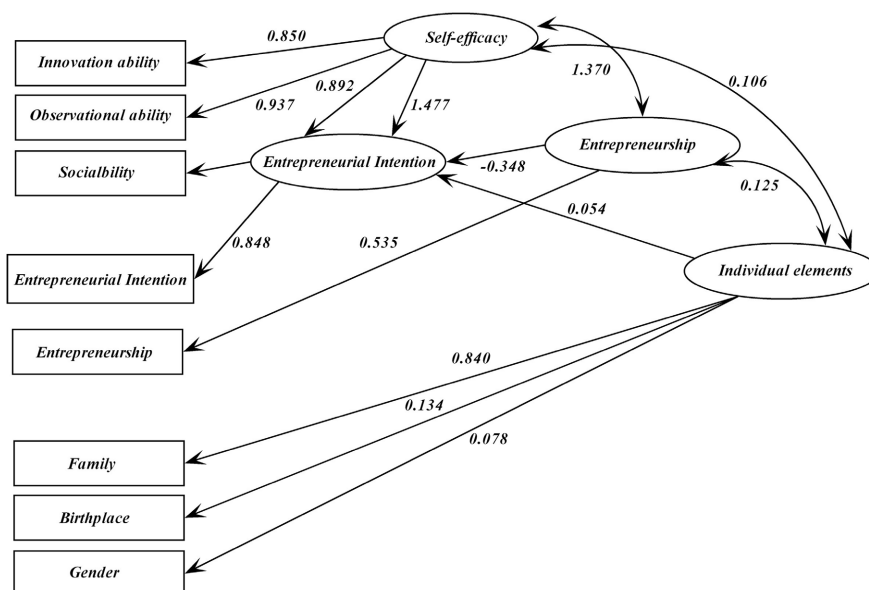 Self-efficacy
0.850
Innovation ability
1.370
0.106
0.892
Observational ability
0.937
1.477
Entrepreneurship
Entrepreneurial Intention
Socialbility
-0.348
0.125
0.054
0.848
0.535
Entrepreneurial Intention
Individual elements
Entrepreneurship
0.840
0.134
0.078
Family
Birthplace
Gender